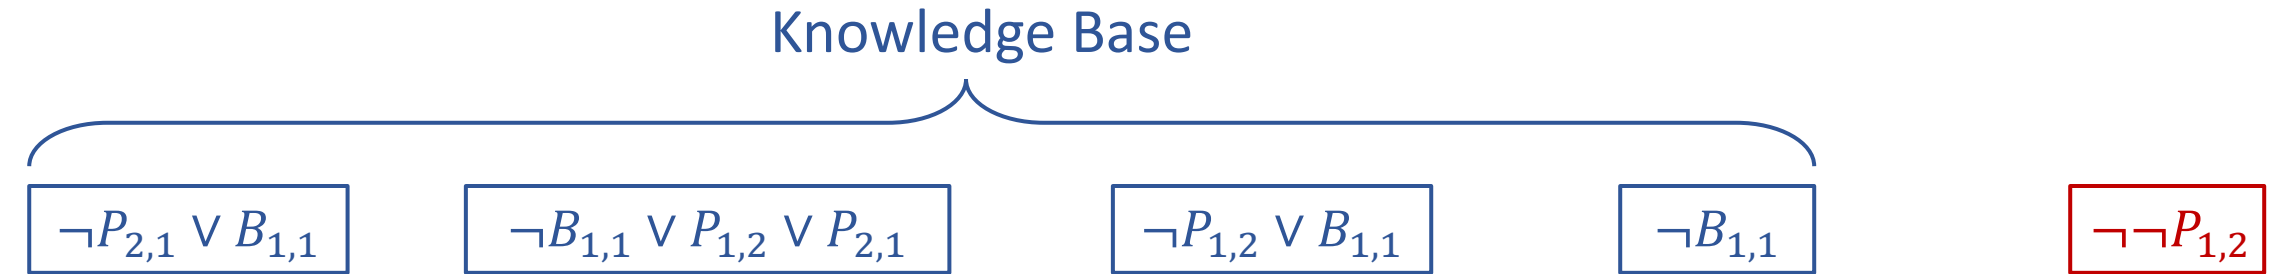 Knowledge Base
¬P2,1 ∨ B1,1 ¬B1,1 ∨ P1,2 ∨ P2,1 ¬P1,2 ∨ B1,1 ¬B1,1 ¬¬P1,2